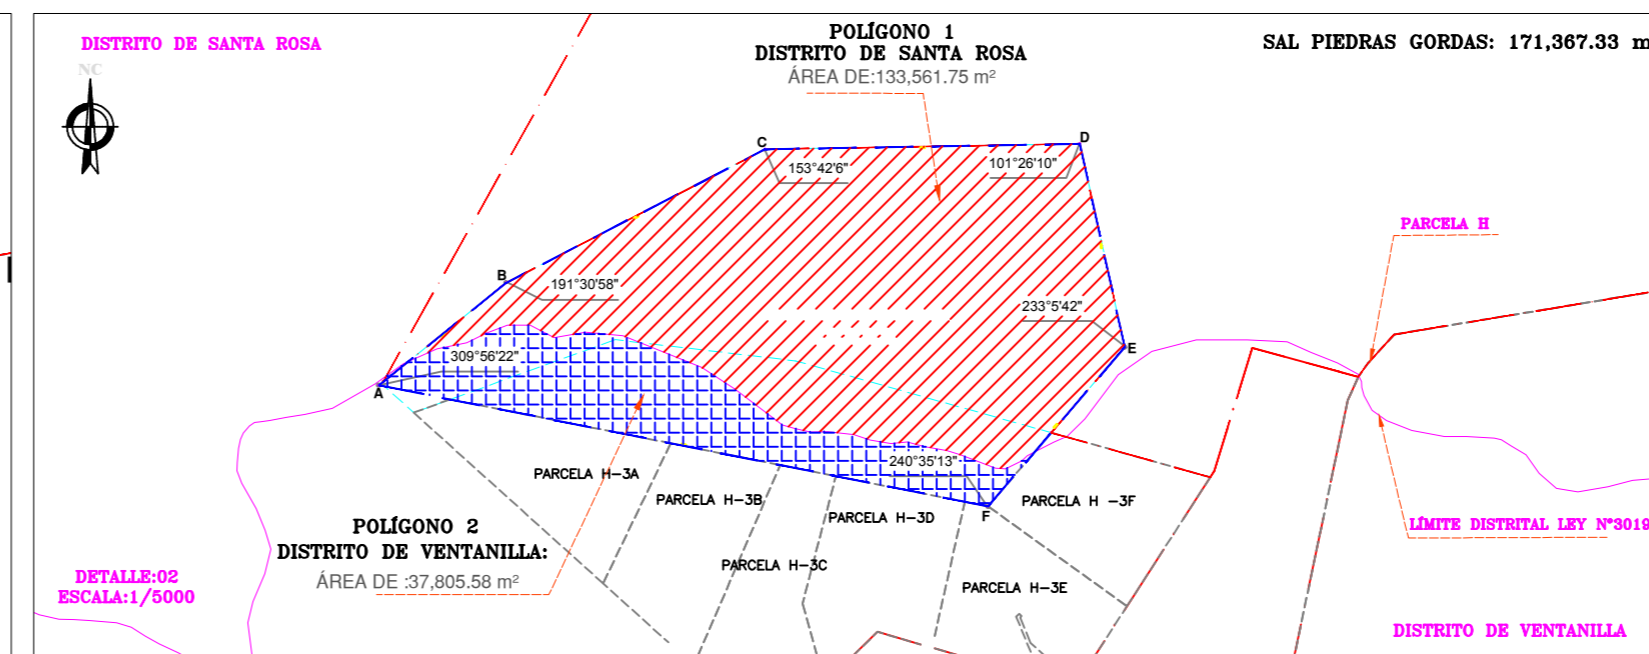 DISTRITO DE SANTA ROSA
NC
POLÍGONO 1
DISTRITO DE SANTA ROSA
ÁREA DE:133,561.75 m²
SAL PIEDRAS GORDAS: 171,367.33 m
C
D
153°42'6"
101°26'10"
PARCELA H
B
191°30'58"
233°5'42"
E
309°56'22"
A
240°35'13"
F
PARCELA H-3A
PARCELA H-3B
PARCELA H-3D
PARCELA H -3F
PARCELA H-3C
PARCELA H-3E
POLÍGONO 2
DISTRITO DE VENTANILLA:
ÁREA DE :37,805.58 m²
LÍMITE DISTRITAL LEY N°3019
DETALLE:02
ESCALA:1/5000
DISTRITO DE VENTANILLA